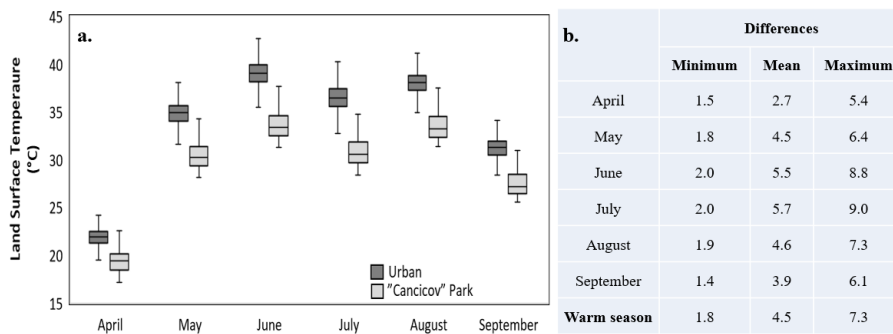 a.
Land Surface Temperaure
(°C)
45
40
35
30
25
20
15
Urban
"Cancicov" Park
April May June July August September
b.
Differences
Minimum Mean Maximum
April 1.5 2.7 5.4
May 1.8 4.5 6.4
June 2.0 5.5 8.8
July 2.0 5.7 9.0
August 1.9 4.6 7.3
September 1.4 3.9 6.1
Warm season 1.8 4.5 7.3